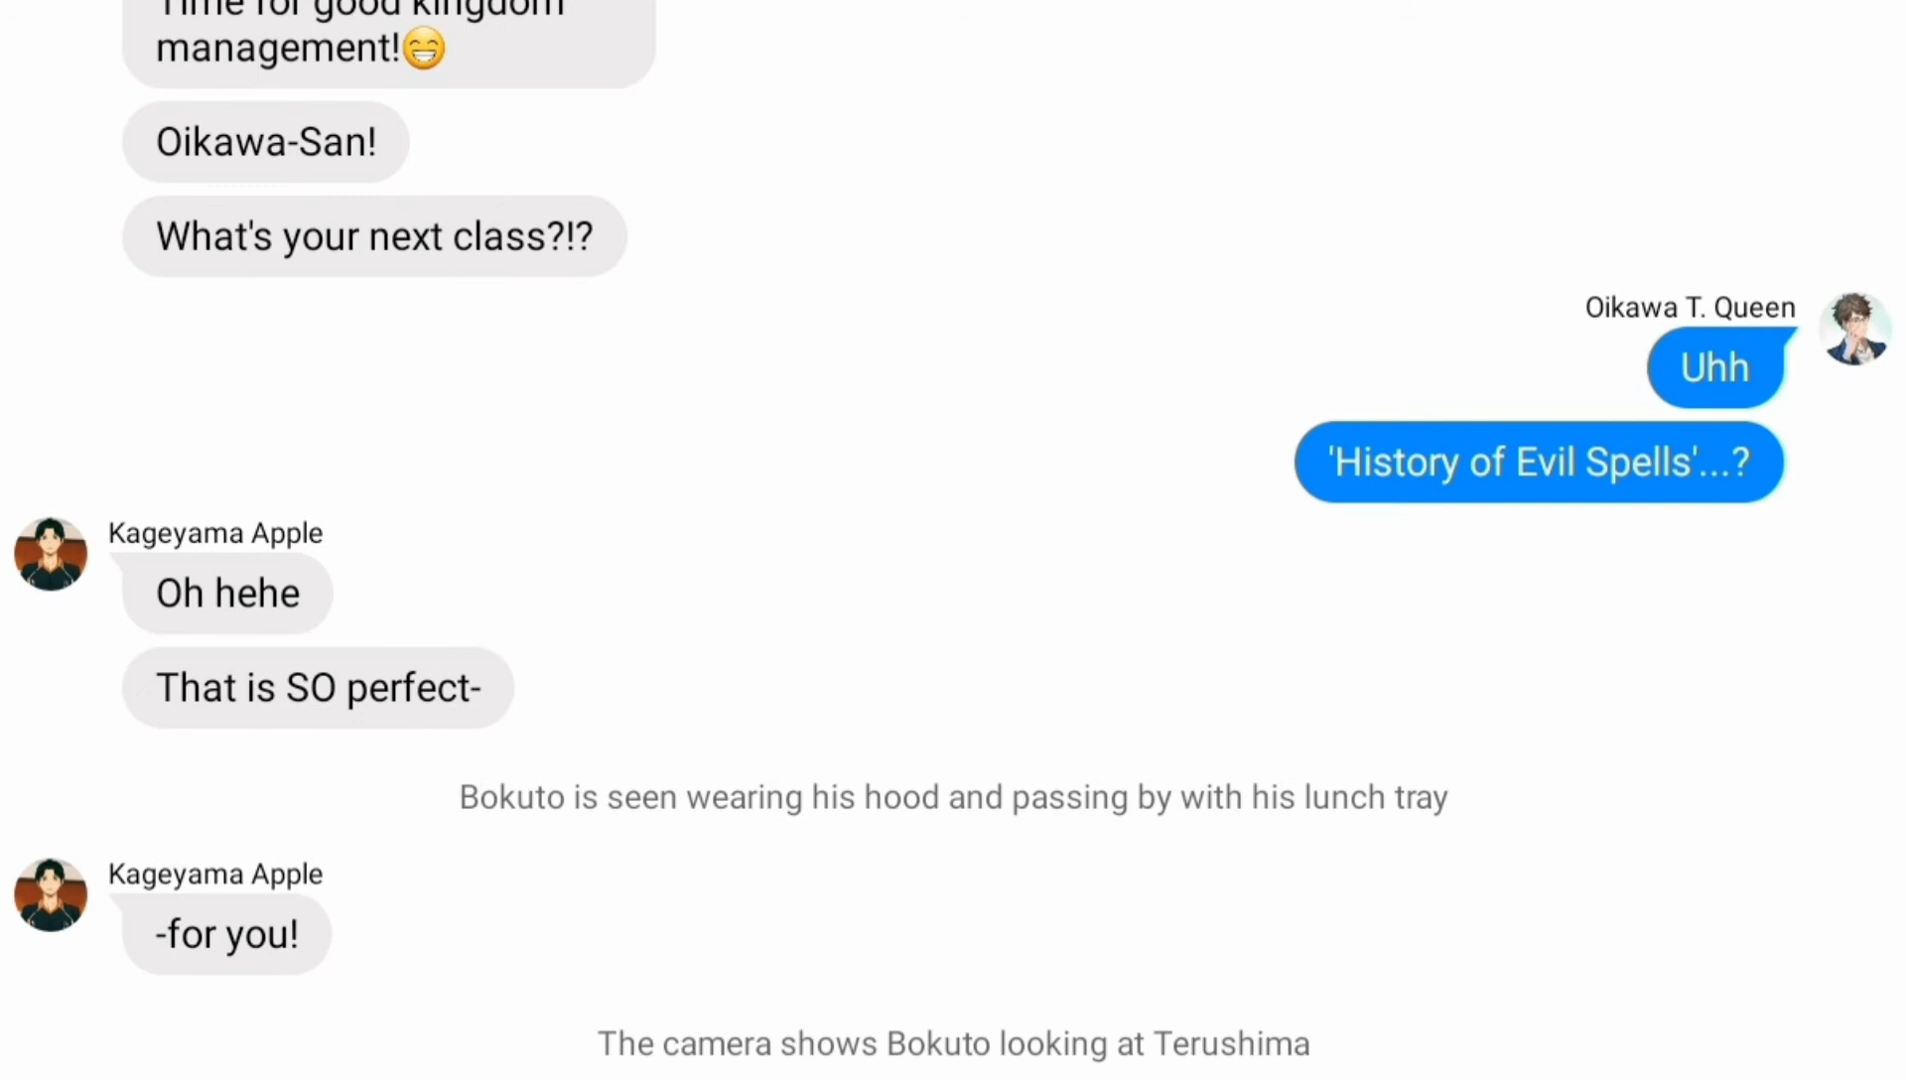 Time for good kingdom
management!😁
Oikawa-San!
What's your next class?!?
Oikawa T. Queen
Uhh
'History of Evil Spells'...?
Kageyama Apple
Oh hehe
That is SO perfect-
Bokuto is seen wearing his hood and passing by with his lunch tray
Kageyama Apple
-for you!
The camera shows Bokuto looking at Terushima